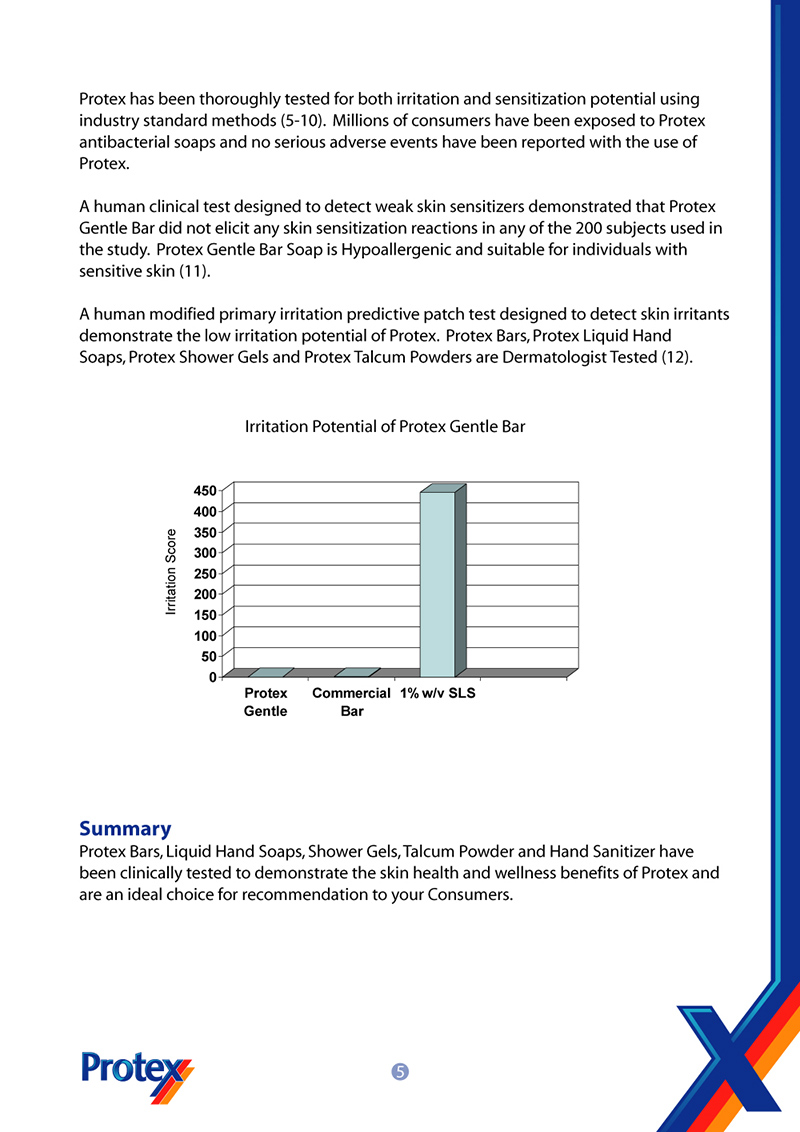 Protex has been thoroughly tested for both irritation and sensitization potential using
industry standard methods (5-10). Millions of consumers have been exposed to Protex
antibacterial soaps and no serious adverse events have been reported with the use of
Protex.
A human clinical test designed to detect weak skin sensitizers demonstrated that Protex
Gentle Bar did not elicit any skin sensitization reactions in any of the 200 subjects used in
the study. Protex Gentle Bar Soap is Hypoallergenic and suitable for individuals with
sensitive skin (11).
A human modified primary irritation predictive patch test designed to detect skin irritants
demonstrate the low irritation potential of Protex. Protex Bars, Protex Liquid Hand
Soaps, Protex Shower Gels and Protex Talcum Powders are Dermatologist Tested (12).
Irritation Potential of Protex Gentle Bar
Irritation Score
450
400
350
300
250
200
150
100
50
0
Protex Commercial 1% w/v SLS
Gentle Bar
Summary
Protex Bars, Liquid Hand Soaps, Shower Gels, Talcum Powder and Hand Sanitizer have
been clinically tested to demonstrate the skin health and wellness benefits of Protex and
are an ideal choice for recommendation to your Consumers.
Protex
5
X